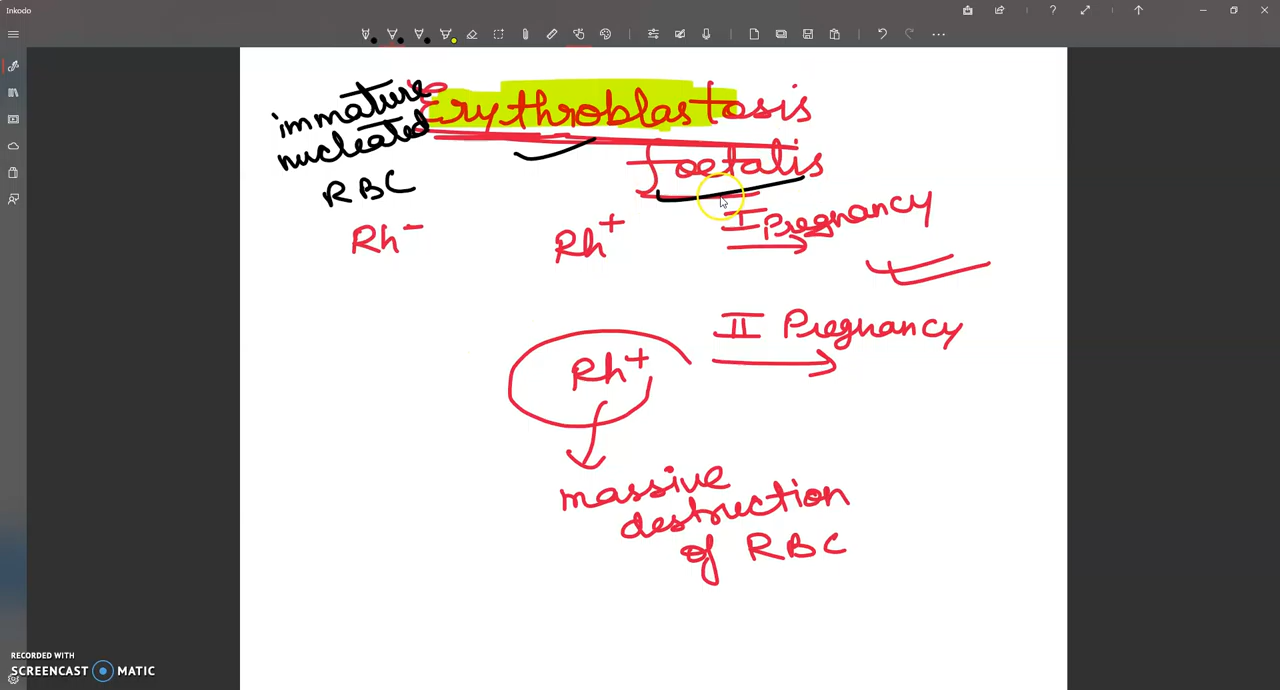 Inkodo
immature
nucleated
RBC
Erythroblastosis
foetalis
Rh-
Rh+
I Pregnancy
II Pregnancy
Rh+
massive
destruction
of RBC
RECORDED WITH
SCREENCAST MATIC